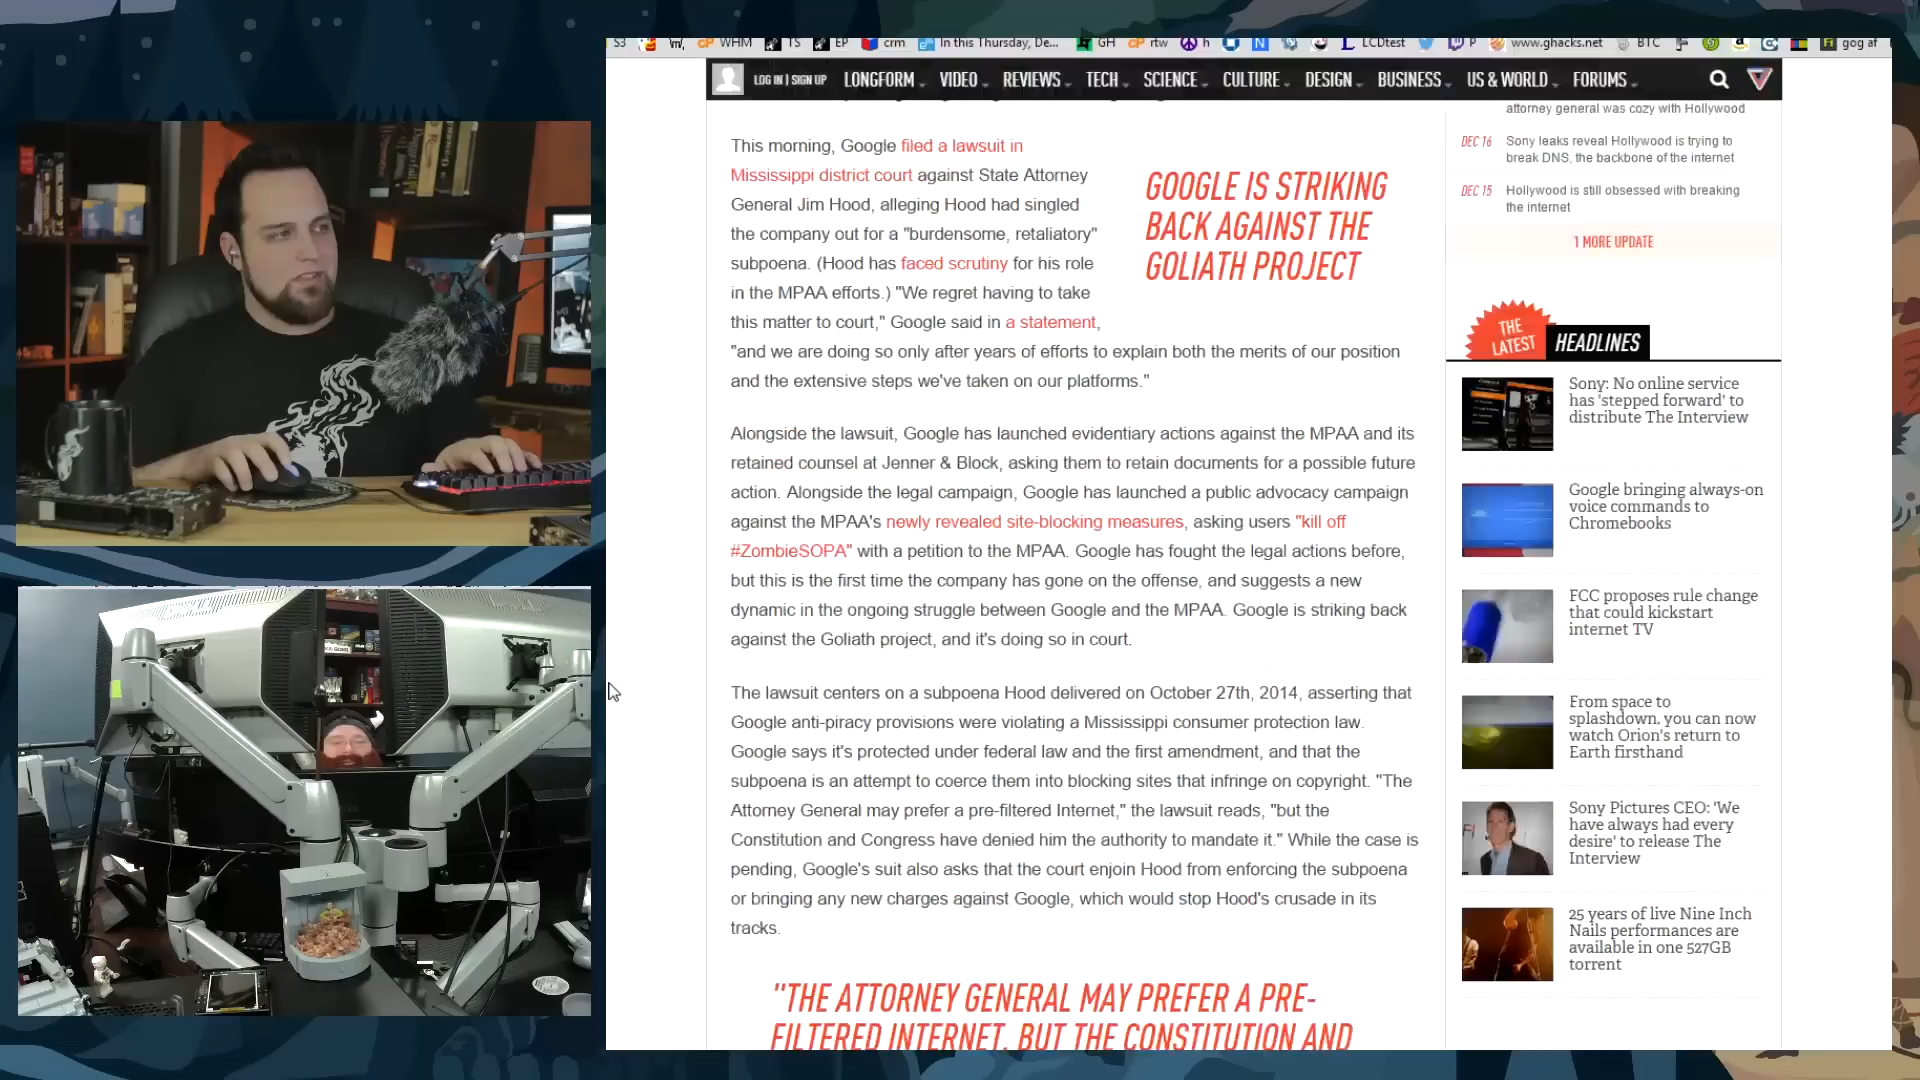 S3 WHM TS EP crm In this Thursday, De... GH rtw h LCDtest P www.ghacks.net BTC gog af
LOG IN | SIGN UP LONGFORM VIDEO REVIEWS TECH SCIENCE CULTURE DESIGN BUSINESS US & WORLD FORUMS
This morning, Google filed a lawsuit in
Mississippi district court against State Attorney
General Jim Hood, alleging Hood had singled
the company out for a "burdensome, retaliatory"
subpoena. (Hood has faced scrutiny for his role
in the MPAA efforts.) "We regret having to take
this matter to court," Google said in a statement,
"and we are doing so only after years of efforts to explain both the merits of our position
and the extensive steps we've taken on our platforms."
GOOGLE IS STRIKING
BACK AGAINST THE
GOLIATH PROJECT
Alongside the lawsuit, Google has launched evidentiary actions against the MPAA and its
retained counsel at Jenner & Block, asking them to retain documents for a possible future
action. Alongside the legal campaign, Google has launched a public advocacy campaign
against the MPAA's newly revealed site-blocking measures, asking users "kill off
#ZombieSOPA" with a petition to the MPAA. Google has fought the legal actions before,
but this is the first time the company has gone on the offense, and suggests a new
dynamic in the ongoing struggle between Google and the MPAA. Google is striking back
against the Goliath project, and it's doing so in court.
The lawsuit centers on a subpoena Hood delivered on October 27th, 2014, asserting that
Google anti-piracy provisions were violating a Mississippi consumer protection law.
Google says it's protected under federal law and the first amendment, and that the
subpoena is an attempt to coerce them into blocking sites that infringe on copyright. "The
Attorney General may prefer a pre-filtered Internet," the lawsuit reads, "but the
Constitution and Congress have denied him the authority to mandate it." While the case is
pending, Google's suit also asks that the court enjoin Hood from enforcing the subpoena
or bringing any new charges against Google, which would stop Hood's crusade in its
tracks.
"THE ATTORNEY GENERAL MAY PREFER A PRE-
FILTERED INTERNET, BUT THE CONSTITUTION AND
attorney general was cozy with Hollywood
DEC 16 Sony leaks reveal Hollywood is trying to
break DNS, the backbone of the internet
DEC 15 Hollywood is still obsessed with breaking
the internet
1 MORE UPDATE
THE
LATEST HEADLINES
Sony: No online service
has 'stepped forward' to
distribute The Interview
Google bringing always-on
voice commands to
Chromebooks
FCC proposes rule change
that could kickstart
internet TV
From space to
splashdown, you can now
watch Orion's return to
Earth firsthand
Sony Pictures CEO: 'We
have always had every
desire' to release The
Interview
25 years of live Nine Inch
Nails performances are
available in one 527GB
torrent